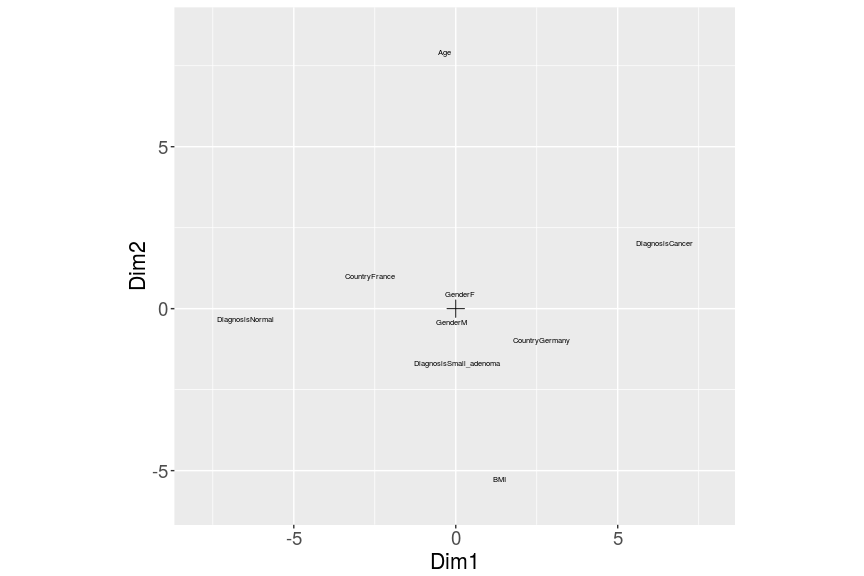 Age
5
DiagnosisCancer
CountryFrance
GenderF
0
DiagnosisNormal
GenderM
CountryGermany
DiagnosisSmall_adenoma
-5
BMI
-5 0 5
Dim1
Dim2